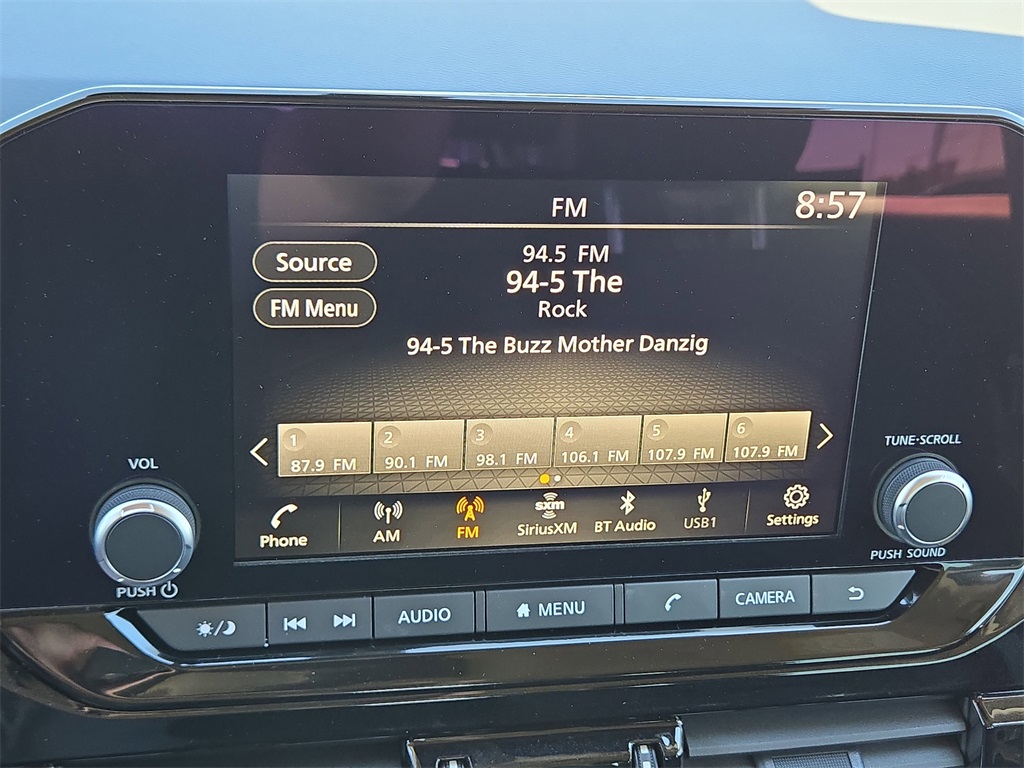 FM 8:57
Source
FM Menu
94.5 FM
94-5 The
Rock
94-5 The Buzz Mother Danzig
1 2 3 4 5 6
87.9 FM 90.1 FM 98.1 FM 106.1 FM 107.9 FM 107.9 FM
Phone AM FM sxm SiriusXM BT Audio USB1 Settings
VOL
PUSH
TUNE·SCROLL
PUSH SOUND
AUDIO MENU CAMERA